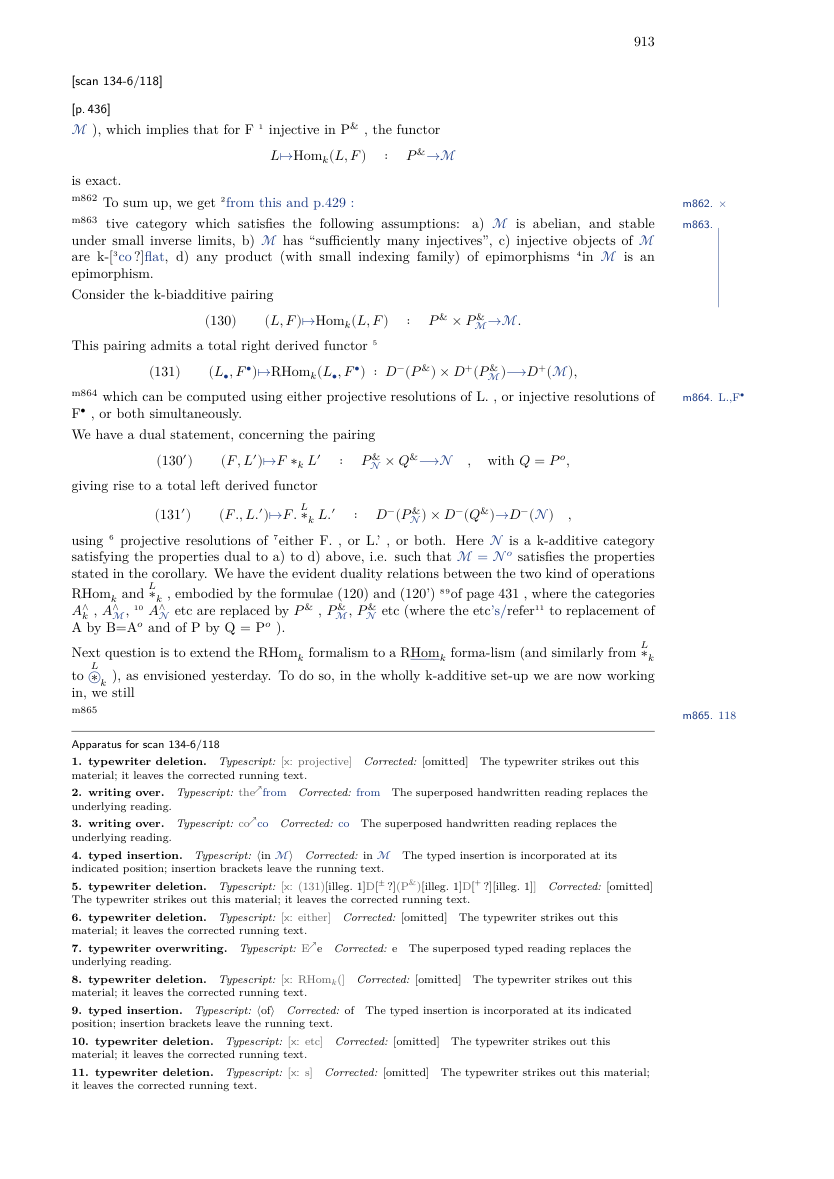 913
[scan 134-6/118]
[p. 436]
ℳ ), which implies that for F ¹ injective in P& , the functor
L↦Homₖ(L, F) : P&→ℳ
is exact.
m862 To sum up, we get ²from this and p.429 :
m862. ×
m863 tive category which satisfies the following assumptions: a) ℳ is abelian, and stable
m863.
under small inverse limits, b) ℳ has “sufficiently many injectives”, c) injective objects of ℳ
are k-[³co ?]flat, d) any product (with small indexing family) of epimorphisms ⁴in ℳ is an
epimorphism.
Consider the k-biadditive pairing
(130) (L, F)↦Homₖ(L, F) : P& × P&ℳ→ℳ.
This pairing admits a total right derived functor ⁵
(131) (L•, F•)↦RHomₖ(L•, F•) : D⁻(P&) × D⁺(P&ℳ)⟶D⁺(ℳ),
m864 which can be computed using either projective resolutions of L. , or injective resolutions of
m864. L.,F•
F• , or both simultaneously.
We have a dual statement, concerning the pairing
(130′) (F, L′)↦F ∗ₖ L′ : P&𝒩 × Q&⟶𝒩 , with Q = Pᵒ,
giving rise to a total left derived functor
(131′) (F., L.′)↦F. L∗ₖ L.′ : D⁻(P&𝒩) × D⁻(Q&)→D⁻(𝒩) ,
using ⁶ projective resolutions of ⁷either F. , or L.’ , or both. Here 𝒩 is a k-additive category
satisfying the properties dual to a) to d) above, i.e. such that ℳ = 𝒩ᵒ satisfies the properties
stated in the corollary. We have the evident duality relations between the two kind of operations
RHomₖ and L∗ₖ , embodied by the formulae (120) and (120’) ⁸⁹of page 431 , where the categories
A∧ₖ , A∧ℳ, ¹⁰ A∧𝒩 etc are replaced by P& , P&ℳ, P&𝒩 etc (where the etc’s/refer¹¹ to replacement of
A by B=Aᵒ and of P by Q = Pᵒ ).
Next question is to extend the RHomₖ formalism to a RHomₖ forma-lism (and similarly from L∗ₖ
to L⊛ₖ ), as envisioned yesterday. To do so, in the wholly k-additive set-up we are now working
in, we still
m865
m865. 118
Apparatus for scan 134-6/118
1. typewriter deletion. Typescript: [x: projective] Corrected: [omitted] The typewriter strikes out this
material; it leaves the corrected running text.
2. writing over. Typescript: the↗from Corrected: from The superposed handwritten reading replaces the
underlying reading.
3. writing over. Typescript: co↗co Corrected: co The superposed handwritten reading replaces the
underlying reading.
4. typed insertion. Typescript: ⟨in ℳ⟩ Corrected: in ℳ The typed insertion is incorporated at its
indicated position; insertion brackets leave the running text.
5. typewriter deletion. Typescript: [x: (131)[illeg. 1]D[± ?](P&)[illeg. 1]D[⁺ ?][illeg. 1]] Corrected: [omitted]
The typewriter strikes out this material; it leaves the corrected running text.
6. typewriter deletion. Typescript: [x: either] Corrected: [omitted] The typewriter strikes out this
material; it leaves the corrected running text.
7. typewriter overwriting. Typescript: E↗e Corrected: e The superposed typed reading replaces the
underlying reading.
8. typewriter deletion. Typescript: [x: RHomₖ(] Corrected: [omitted] The typewriter strikes out this
material; it leaves the corrected running text.
9. typed insertion. Typescript: ⟨of⟩ Corrected: of The typed insertion is incorporated at its indicated
position; insertion brackets leave the running text.
10. typewriter deletion. Typescript: [x: etc] Corrected: [omitted] The typewriter strikes out this
material; it leaves the corrected running text.
11. typewriter deletion. Typescript: [x: s] Corrected: [omitted] The typewriter strikes out this material;
it leaves the corrected running text.